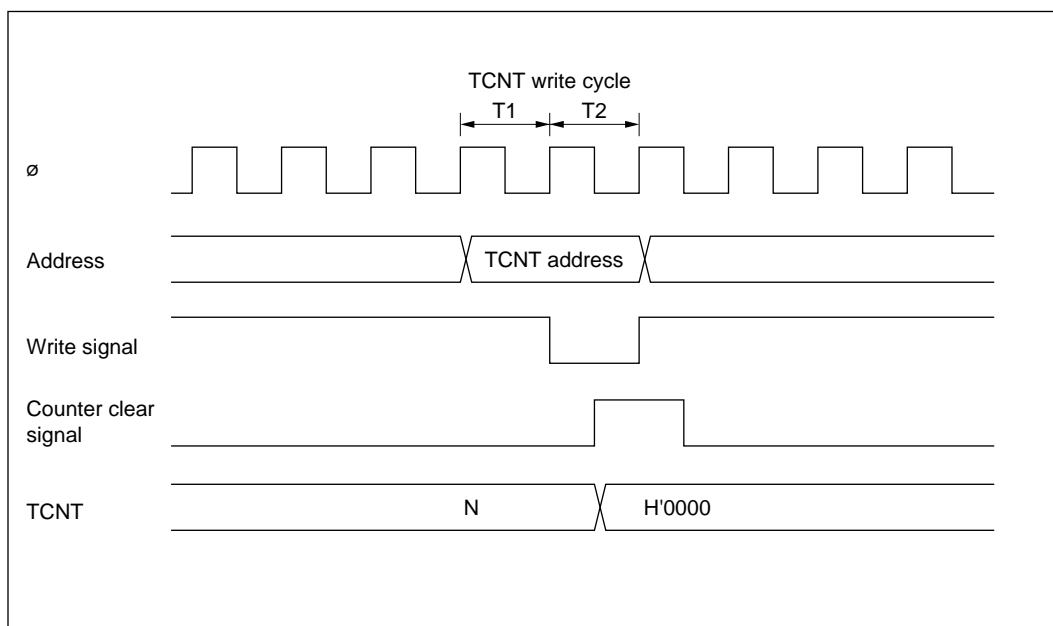 TCNT write cycle
T1 T2
ø
Address TCNT address
Write signal
Counter clear
signal
TCNT N H'0000